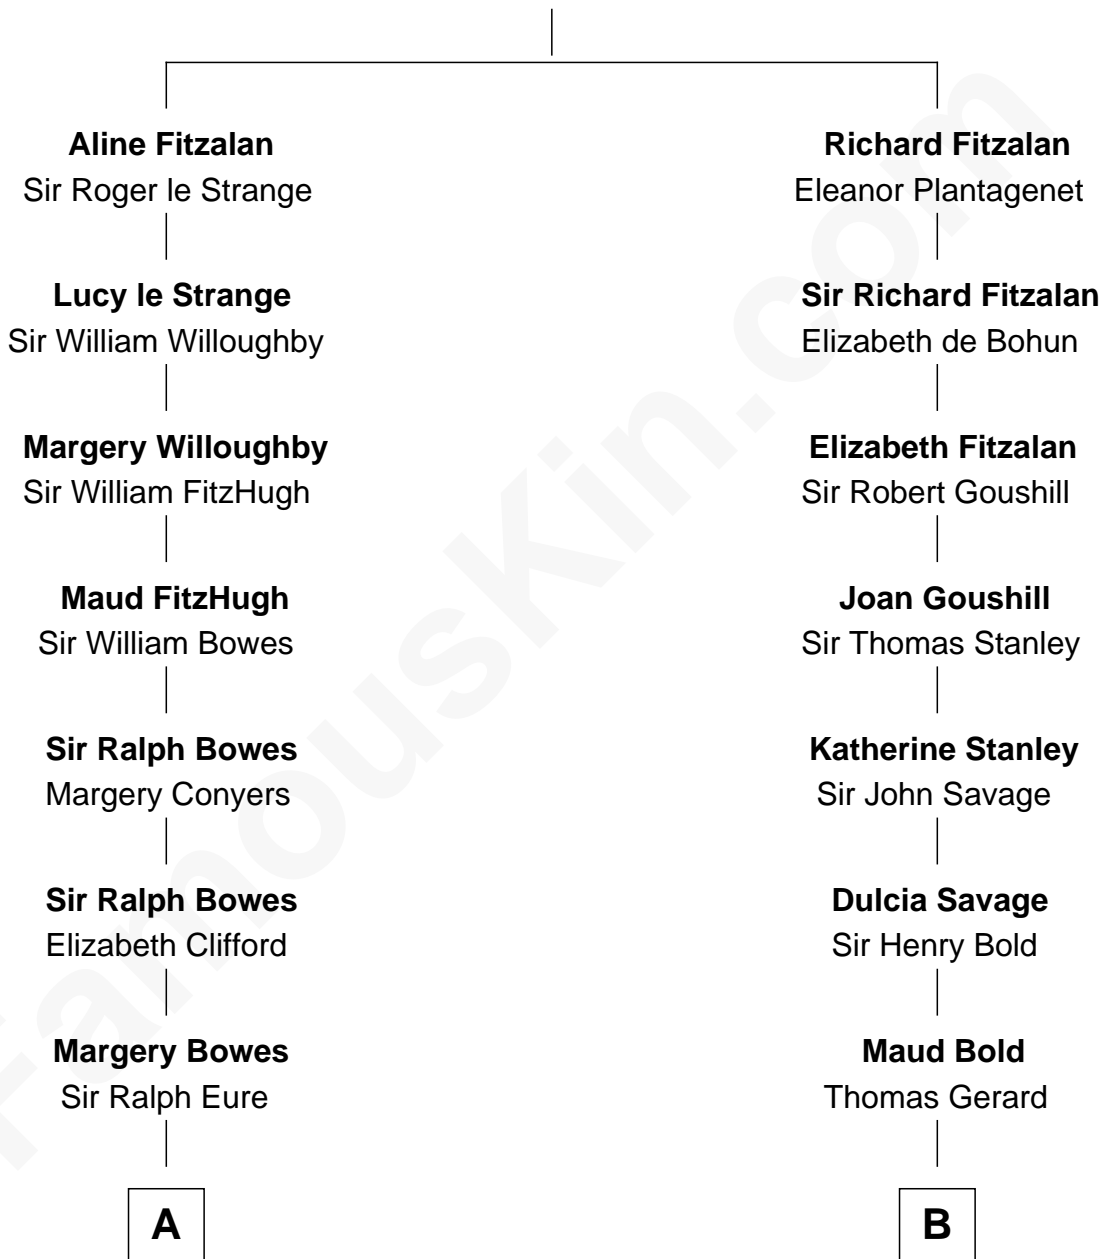 Aline Fitzalan
Sir Roger le Strange
Lucy le Strange
Sir William Willoughby
Margery Willoughby
Sir William FitzHugh
Maud FitzHugh
Sir William Bowes
Sir Ralph Bowes
Margery Conyers
Sir Ralph Bowes
Elizabeth Clifford
Margery Bowes
Sir Ralph Eure
A
Richard Fitzalan
Eleanor Plantagenet
Sir Richard Fitzalan
Elizabeth de Bohun
Elizabeth Fitzalan
Sir Robert Goushill
Joan Goushill
Sir Thomas Stanley
Katherine Stanley
Sir John Savage
Dulcia Savage
Sir Henry Bold
Maud Bold
Thomas Gerard
B
FamousKin.com